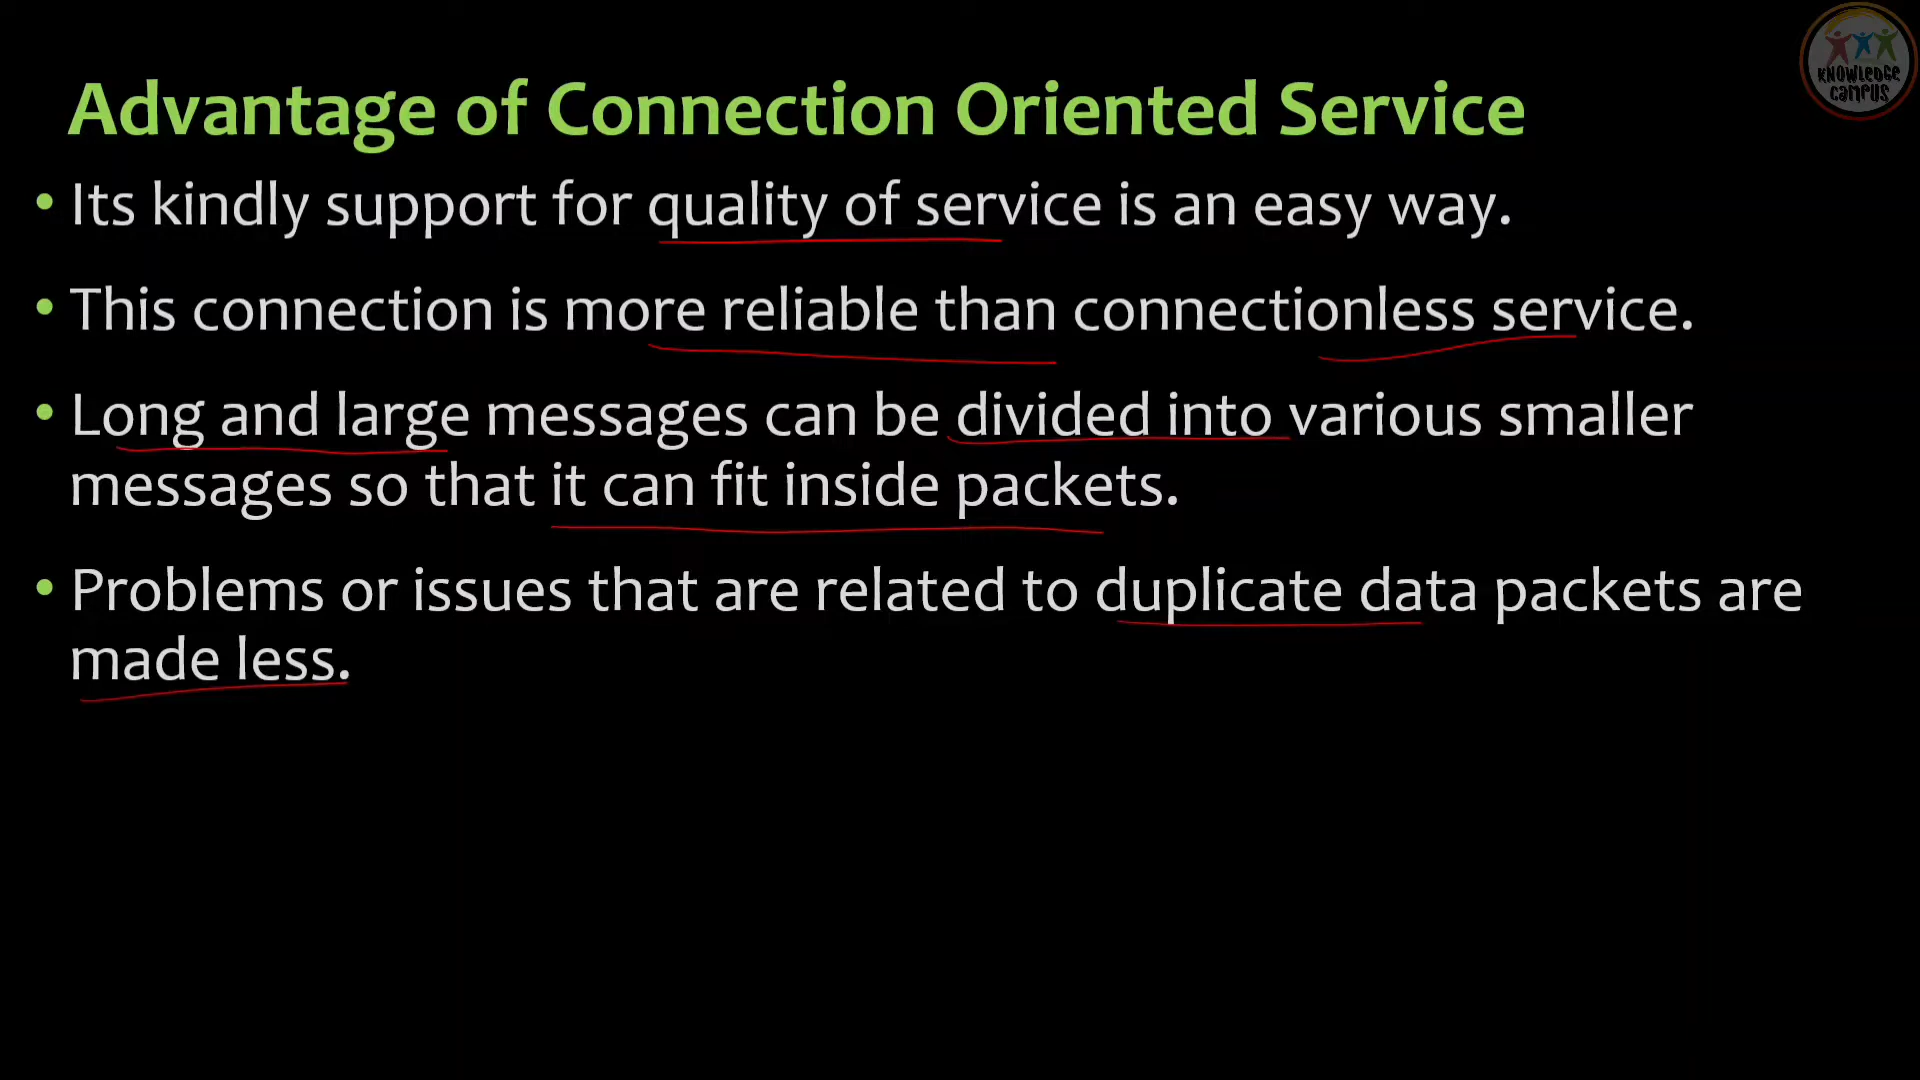 KNOWLEDGE
CAMPUS
Advantage of Connection Oriented Service
• Its kindly support for quality of service is an easy way.
• This connection is more reliable than connectionless service.
• Long and large messages can be divided into various smaller
messages so that it can fit inside packets.
• Problems or issues that are related to duplicate data packets are
made less.